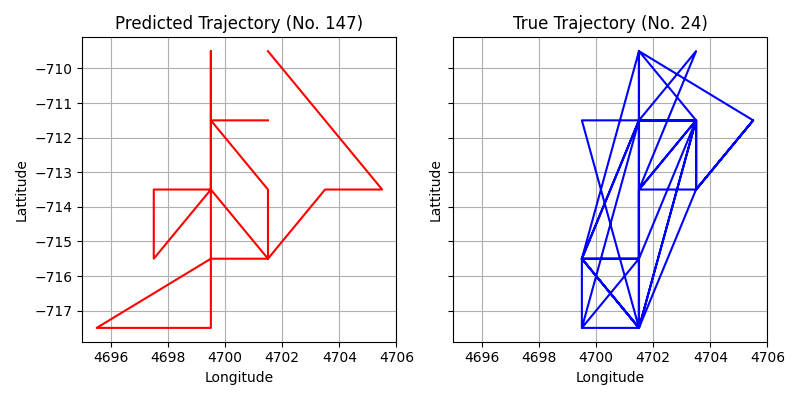 Predicted Trajectory (No. 147)
True Trajectory (No. 24)
Lattitude
−710
−711
−712
−713
−714
−715
−716
−717
4696 4698 4700 4702 4704 4706
Longitude
Lattitude
4696 4698 4700 4702 4704 4706
Longitude